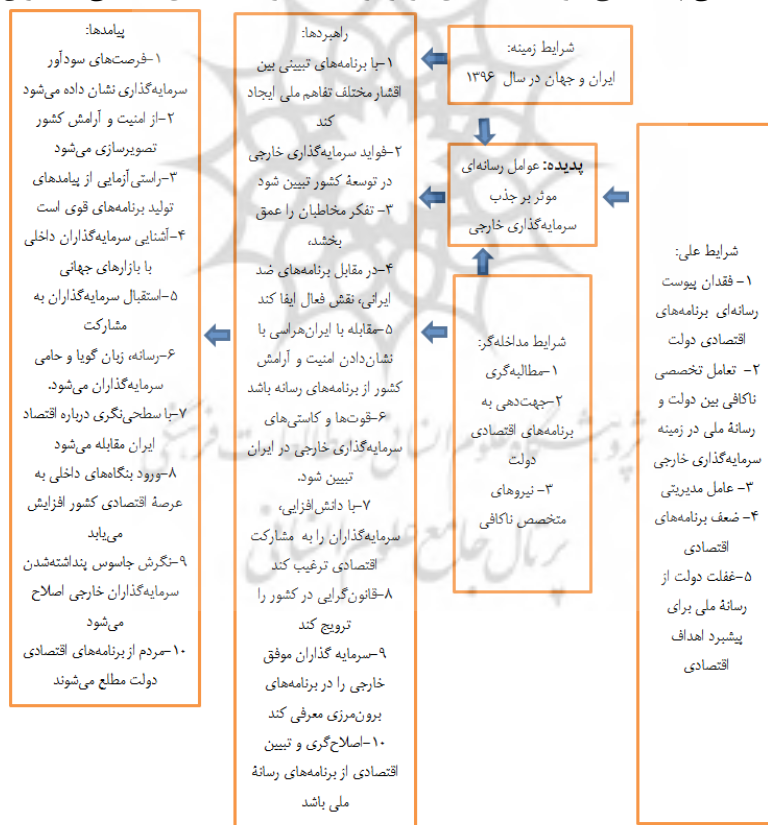 شرایط علی:
۱- فقدان پیوست
رسانه‌ای برنامه‌های
اقتصادی دولت
۲- تعامل تخصصی
ناکافی بین دولت و
رسانهٔ ملی در زمینه
سرمایه‌گذاری خارجی
۳- عامل مدیریتی
۴- ضعف برنامه‌های
اقتصادی
۵-غفلت دولت از
رسانهٔ ملی برای
پیشبرد اهداف
اقتصادی
شرایط زمینه:
ایران و جهان در سال ۱۳۹۶
پدیده: عوامل رسانه‌ای
موثر بر جذب
سرمایه‌گذاری خارجی
شرایط مداخله‌گر:
۱-مطالبه‌گری
۲-جهت‌دهی به
برنامه‌های اقتصادی
دولت
۳- نیروهای
متخصص ناکافی
راهبردها:
۱-با برنامه‌های تبیینی بین
اقشار مختلف تفاهم ملی ایجاد
کند
۲-فواید سرمایه‌گذاری خارجی
در توسعهٔ کشور تبیین شود
۳- تفکر مخاطبان را عمق
بخشد،
۴-در مقابل برنامه‌های ضد
ایرانی، نقش فعال ایفا کند
۵-مقابله با ایران‌هراسی با
نشان‌دادن امنیت و آرامش
کشور از برنامه‌های رسانه باشد
۶-قوت‌ها و کاستی‌های
سرمایه‌گذاری خارجی در ایران
تبیین شود.
۷-با دانش‌افزایی،
سرمایه‌گذاران را به مشارکت
اقتصادی ترغیب کند
۸-قانون‌گرایی در کشور را
ترویج کند
۹-سرمایه گذاران موفق
خارجی را در برنامه‌های
برون‌مرزی معرفی کند
۱۰-اصلاح‌گری و تبیین
اقتصادی از برنامه‌های رسانهٔ
ملی باشد
پیامدها:
۱-فرصت‌های سودآور
سرمایه‌گذاری نشان داده می‌شود
۲-از امنیت و آرامش کشور
تصویرسازی می‌شود
۳-راستی‌آزمایی از پیامدهای
تولید برنامه‌های قوی است
۴-آشنایی سرمایه‌گذاران داخلی
با بازارهای جهانی
۵-استقبال سرمایه‌گذاران به
مشارکت
۶-رسانه، زبان گویا و حامی
سرمایه‌گذاران می‌شود.
۷-با سطحی‌نگری درباره اقتصاد
ایران مقابله می‌شود
۸-ورود بنگاه‌های داخلی به
عرصهٔ اقتصادی کشور افزایش
می‌یابد
۹-نگرش جاسوس پنداشته‌شدن
سرمایه‌گذاران خارجی اصلاح
می‌شود
۱۰-مردم از برنامه‌های اقتصادی
دولت مطلع می‌شوند
پژوهشگاه علوم انسانی و مطالعات فرهنگی
پرتال جامع علوم انسانی